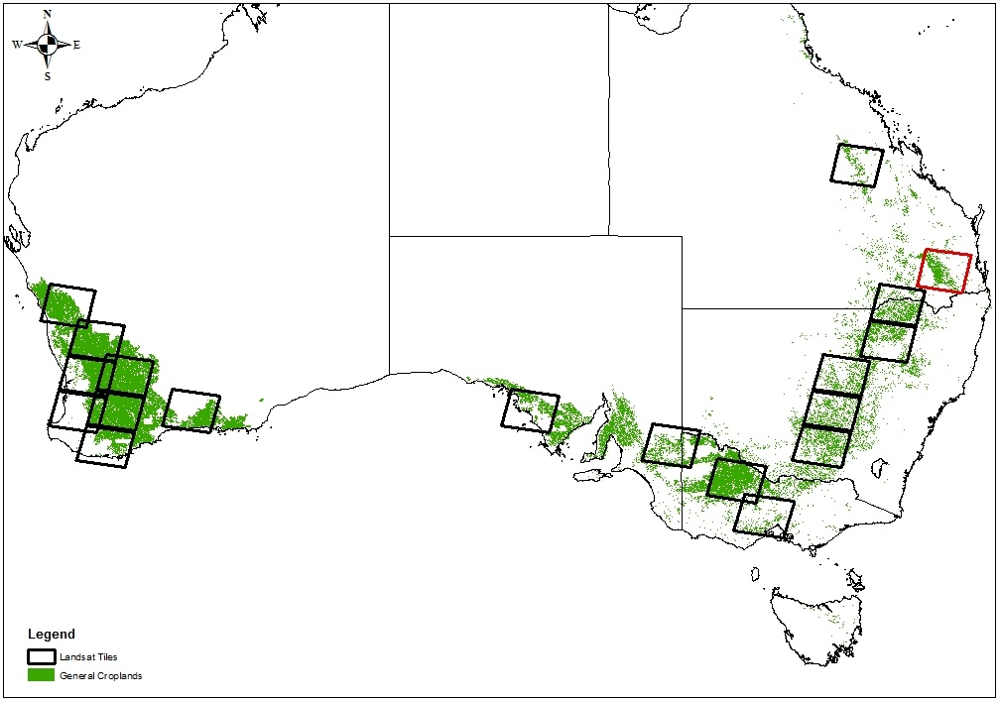 N
W E
S
Legend
Landsat Tiles
General Croplands